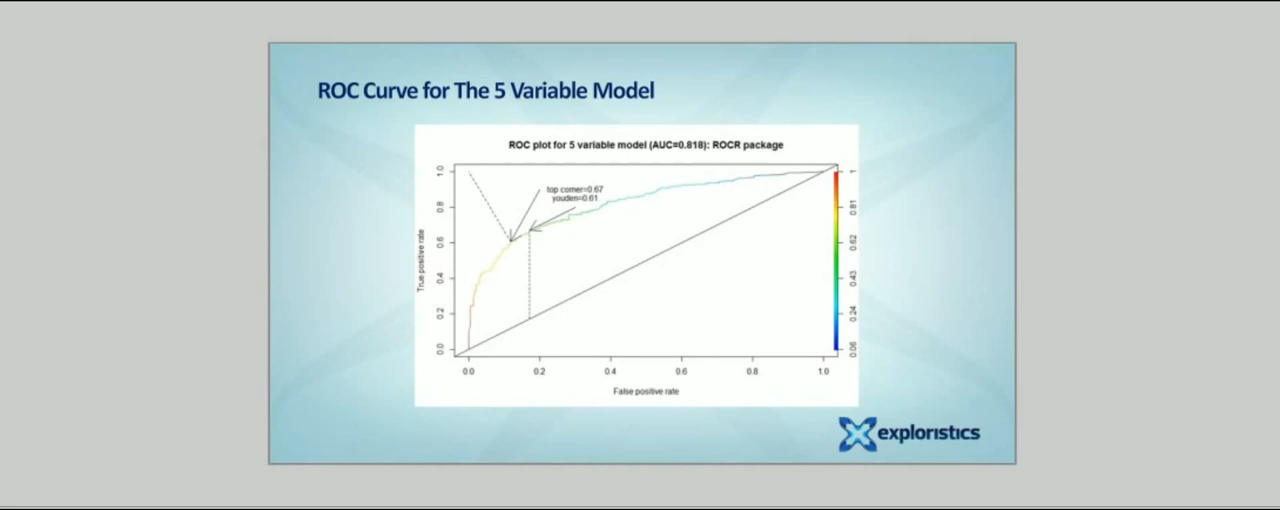 ROC Curve for The 5 Variable Model
ROC plot for 5 variable model (AUC=0.818): ROCR package
top corner=0.67
youden=0.61
True positive rate
0.0 0.2 0.4 0.6 0.8 1.0
0.0 0.2 0.4 0.6 0.8 1.0
False positive rate
0.06 0.24 0.43 0.62 0.81 1
exploristics